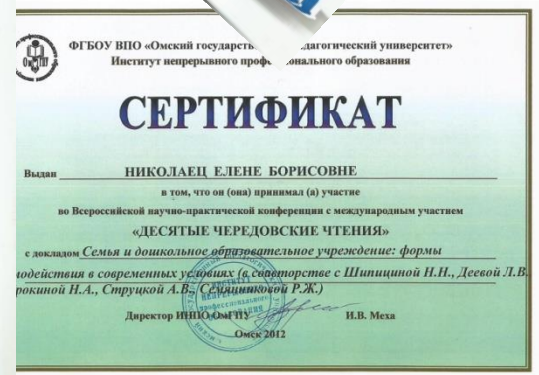 ФГБОУ ВПО «Омский государств дагогический университет»
Институт непрерывного профе ионального образования
СЕРТИФИКАТ
Выдан НИКОЛАЕЦ ЕЛЕНЕ БОРИСОВНЕ
в том, что он (она) принимал (а) участие
во Всероссийской научно-практической конференции с международным участием
«ДЕСЯТЫЕ ЧЕРЕДОВСКИЕ ЧТЕНИЯ»
с докладом Семья и дошкольное образовательное учреждение: формы
модействия в современных условиях (в соавторстве с Шипициной Н.Н., Деевой Л.В.
рокиной Н.А., Струцкой А.В., Семянниковой Р.Ж.)
Директор ИНПО ОмГПУ И.В. Меха
Омск 2012